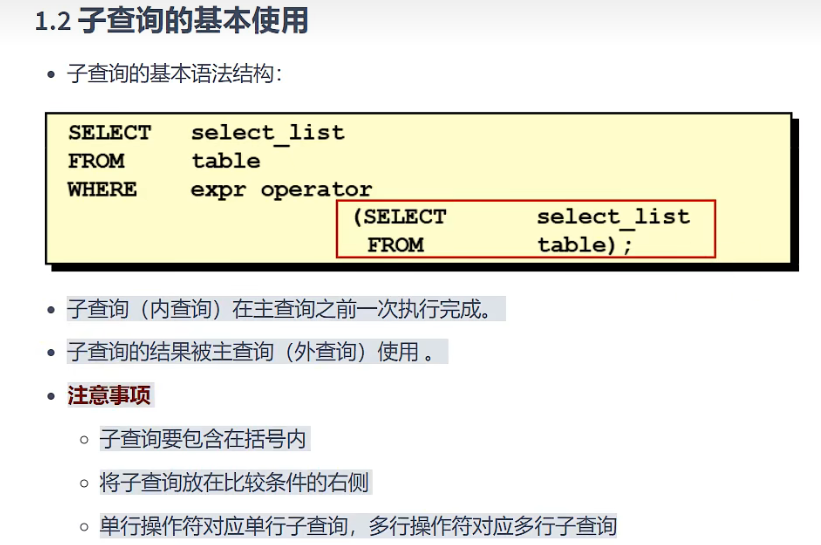 1.2 子查询的基本使用
子查询的基本语法结构：
SELECT select_list
FROM table
WHERE expr operator
(SELECT select_list
FROM table);
子查询（内查询）在主查询之前一次执行完成。
子查询的结果被主查询（外查询）使用 。
注意事项
子查询要包含在括号内
将子查询放在比较条件的右侧
单行操作符对应单行子查询，多行操作符对应多行子查询